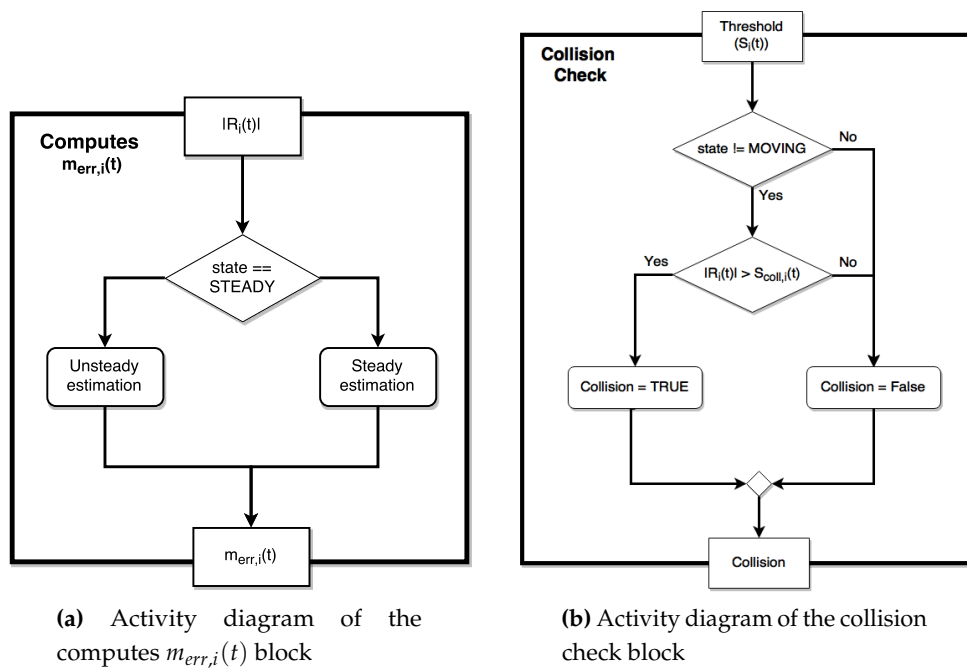 |R_i(t)|
Computes
m_err,i(t)
state ==
STEADY
Unsteady
estimation
Steady
estimation
m_err,i(t)
(a) Activity diagram of the
computes m_err,i(t) block
Threshold
(S_i(t))
Collision
Check
state != MOVING
No
Yes
Yes
|R_i(t)| > S_coll,i(t)
No
Collision = TRUE
Collision = False
Collision
(b) Activity diagram of the collision
check block